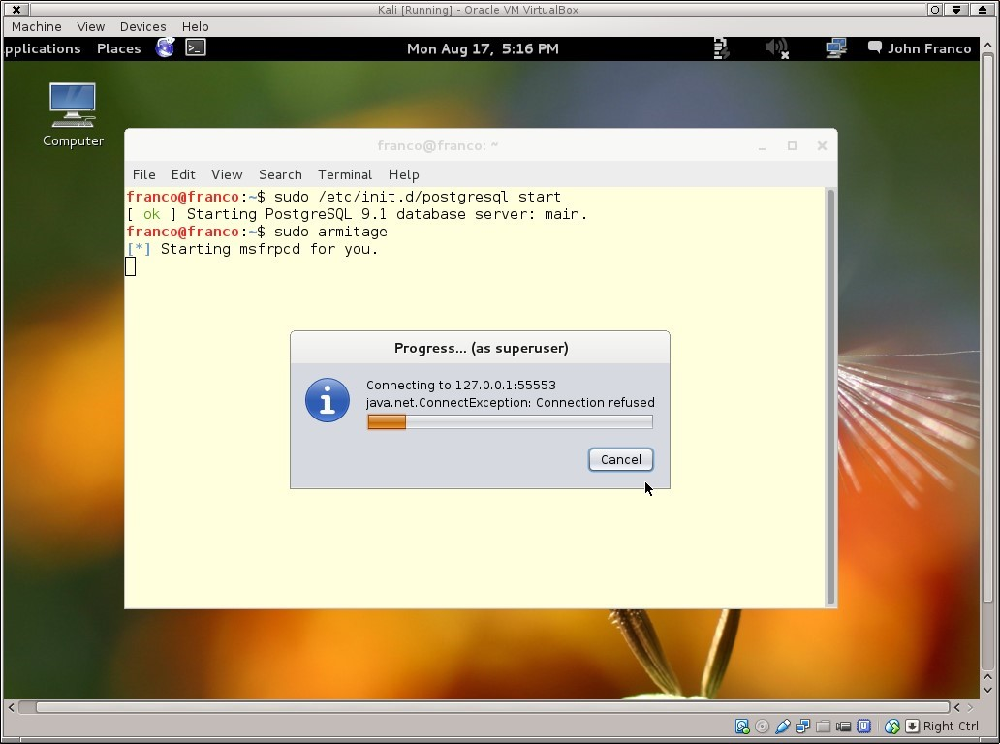 Kali [Running] - Oracle VM VirtualBox
Machine View Devices Help
pplications Places Mon Aug 17, 5:16 PM John Franco
Computer
franco@franco: ~
File Edit View Search Terminal Help
franco@franco:~$ sudo /etc/init.d/postgresql start
[ ok ] Starting PostgreSQL 9.1 database server: main.
franco@franco:~$ sudo armitage
[*] Starting msfrpcd for you.
Progress... (as superuser)
Connecting to 127.0.0.1:55553
java.net.ConnectException: Connection refused
Cancel
Right Ctrl